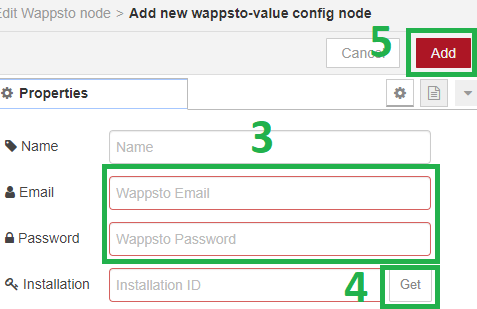 Edit Wappsto node > Add new wappsto-value config node
5
Cancel Add
Properties
3
Name Name
Email Wappsto Email
Password Wappsto Password
Installation Installation ID 4 Get